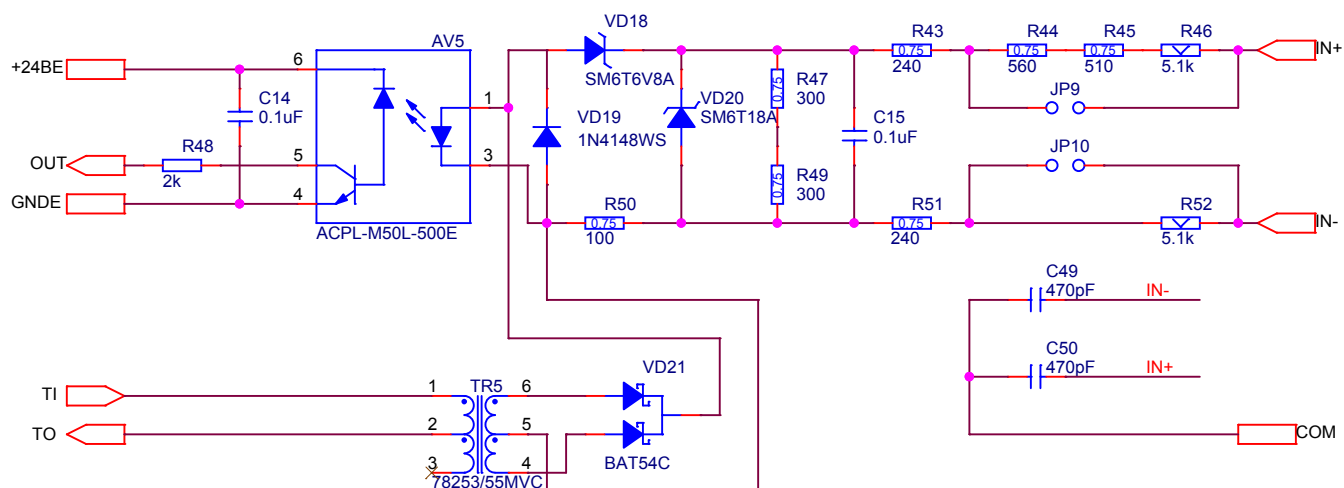 VD18
AV5
R43
R44
R45
R46
+24BE
6
0.75
0.75
0.75
IN+
SM6T6V8A
240
560
510
5.1k
C14
0.1uF
1
0.75
R47
300
JP9
VD20
SM6T18A
VD19
1N4148WS
C15
0.1uF
R48
OUT
5
3
JP10
2k
0.75
R49
300
GNDE
4
R50
R51
R52
0.75
0.75
IN-
ACPL-M50L-500E
100
240
5.1k
C49
470pF
IN-
C50
470pF
IN+
VD21
TI
1
TR5
6
TO
2
5
COM
3
4
BAT54C
78253/55MVC